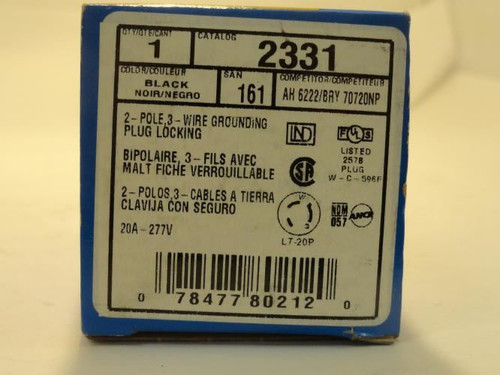 QTY/QTE/CANT
1
CATALOG
2331
COLOR/COULEUR
BLACK
NOIR/NEGRO
SAN
161
COMPETITOR/COMPETITEUR
AH 6222/BRY 70720NP
2-POLE, 3-WIRE GROUNDING
PLUG LOCKING
BIPOLAIRE, 3-FILS AVEC
MALT FICHE VERROUILLABLE
2-POLOS, 3-CABLES A TIERRA
CLAVIJA CON SEGURO
20A-277V
IND
LISTED
257B
PLUG
W-C-596F
W
G
L7-20P
NOM
057
ANCE
0 78477 80212 0